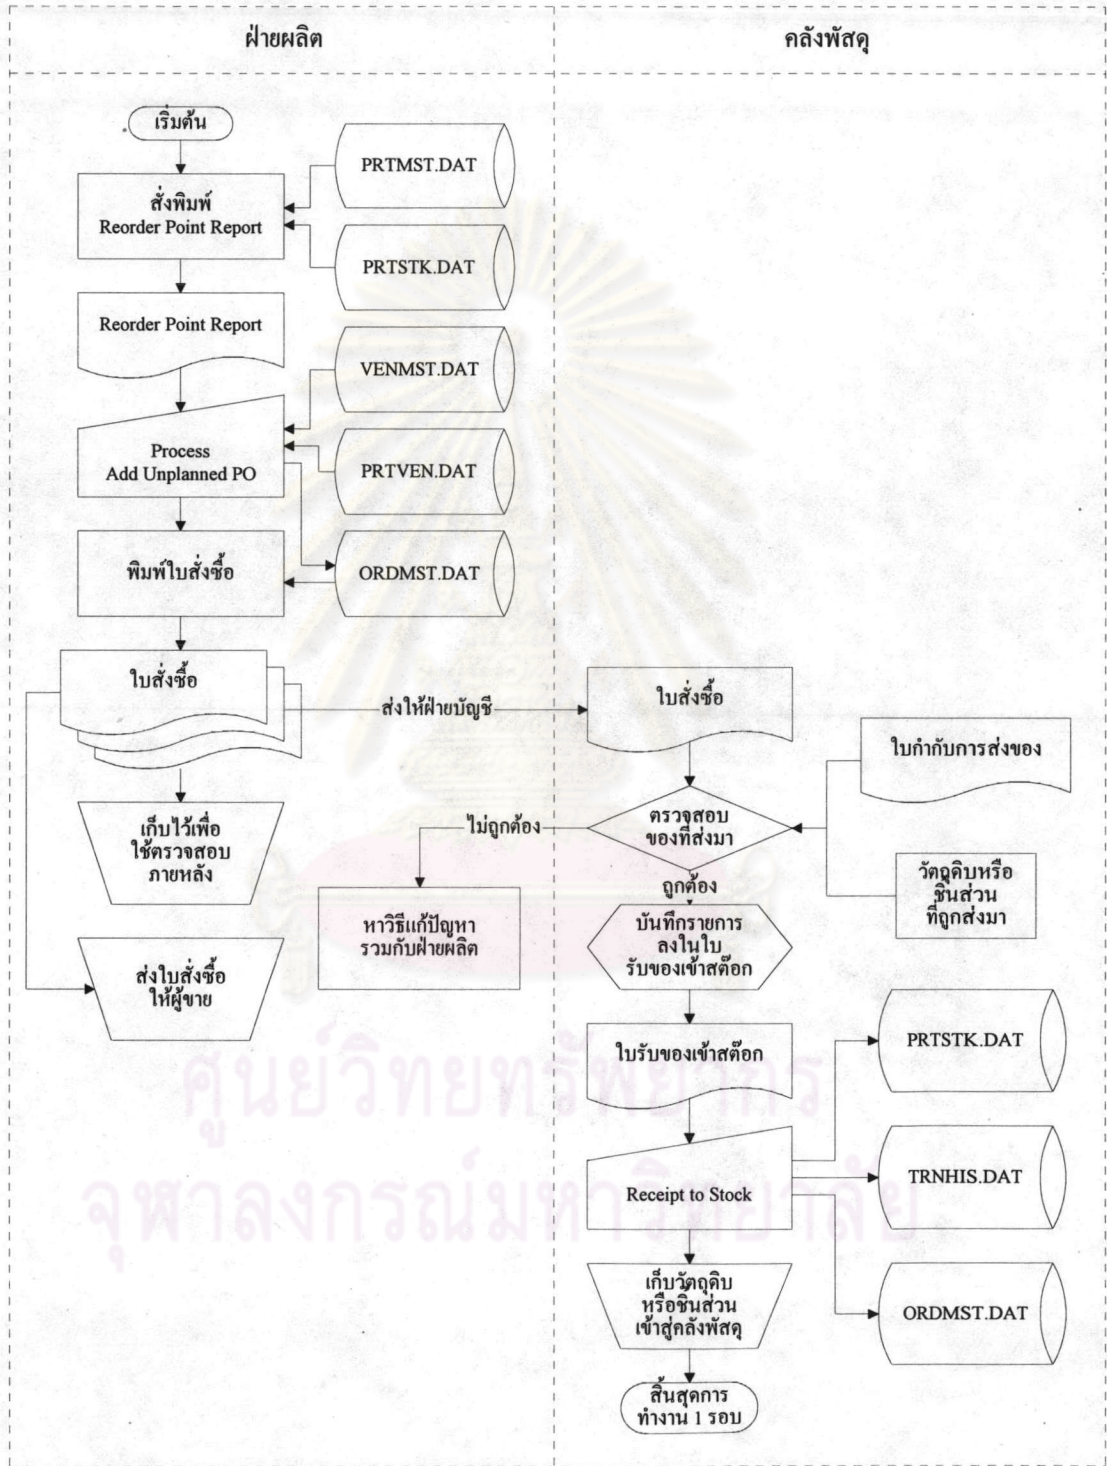 ฝ่ายผลิต
คลังพัสดุ
เริ่มต้น
สั่งพิมพ์
Reorder Point Report
PRTMST.DAT
PRTSTK.DAT
Reorder Point Report
VENMST.DAT
Process
Add Unplanned PO
PRTVEN.DAT
พิมพ์ใบสั่งซื้อ
ORDMST.DAT
ใบสั่งซื้อ
ส่งให้ฝ่ายบัญชี
เก็บไว้เพื่อ
ใช้ตรวจสอบ
ภายหลัง
ส่งใบสั่งซื้อ
ให้ผู้ขาย
ใบสั่งซื้อ
ใบกำกับการส่งของ
ตรวจสอบ
ของที่ส่งมา
ไม่ถูกต้อง
ถูกต้อง
วัตถุดิบหรือ
ชิ้นส่วน
ที่ถูกส่งมา
หาวิธีแก้ปัญหา
รวมกับฝ่ายผลิต
บันทึกรายการ
ลงในใบ
รับของเข้าสต๊อก
ใบรับของเข้าสต๊อก
PRTSTK.DAT
Receipt to Stock
TRNHIS.DAT
ORDMST.DAT
เก็บวัตถุดิบ
หรือชิ้นส่วน
เข้าสู่คลังพัสดุ
สิ้นสุดการ
ทำงาน 1 รอบ
ศูนย์วิทยทรัพยากร
จุฬาลงกรณ์มหาวิทยาลัย